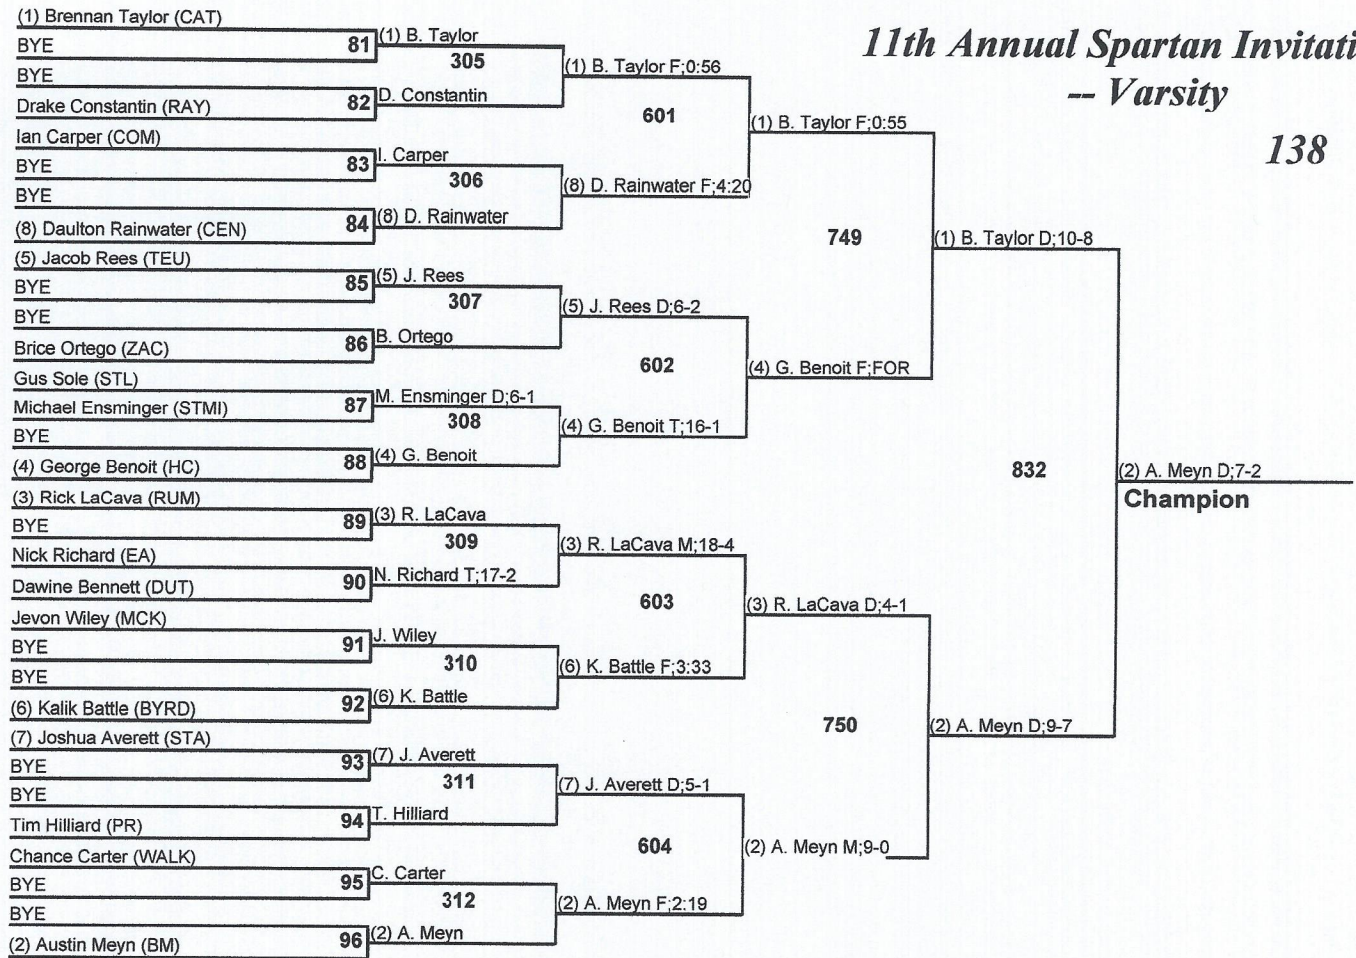 11th Annual Spartan Invitati
-- Varsity
138
(1) Brennan Taylor (CAT)
BYE
81
BYE
Drake Constantin (RAY)
82
Ian Carper (COM)
BYE
83
BYE
(8) Daulton Rainwater (CEN)
84
(5) Jacob Rees (TEU)
BYE
85
BYE
Brice Ortego (ZAC)
86
Gus Sole (STL)
Michael Ensminger (STMI)
87
BYE
(4) George Benoit (HC)
88
(3) Rick LaCava (RUM)
BYE
89
Nick Richard (EA)
Dawine Bennett (DUT)
90
Jevon Wiley (MCK)
BYE
91
BYE
(6) Kalik Battle (BYRD)
92
(7) Joshua Averett (STA)
BYE
93
BYE
Tim Hilliard (PR)
94
Chance Carter (WALK)
BYE
95
BYE
(2) Austin Meyn (BM)
96
(1) B. Taylor
305
D. Constantin
I. Carper
306
(8) D. Rainwater
(5) J. Rees
307
B. Ortego
M. Ensminger D;6-1
308
(4) G. Benoit
(3) R. LaCava
309
N. Richard T;17-2
J. Wiley
310
(6) K. Battle
(7) J. Averett
311
T. Hilliard
C. Carter
312
(2) A. Meyn
(1) B. Taylor F;0:56
601
(8) D. Rainwater F;4:20
(5) J. Rees D;6-2
602
(4) G. Benoit T;16-1
(3) R. LaCava M;18-4
603
(6) K. Battle F;3:33
(7) J. Averett D;5-1
604
(2) A. Meyn F;2:19
(1) B. Taylor F;0:55
749
(4) G. Benoit F;FOR
(3) R. LaCava D;4-1
750
(2) A. Meyn M;9-0
(1) B. Taylor D;10-8
832
(2) A. Meyn D;9-7
(2) A. Meyn D;7-2
Champion